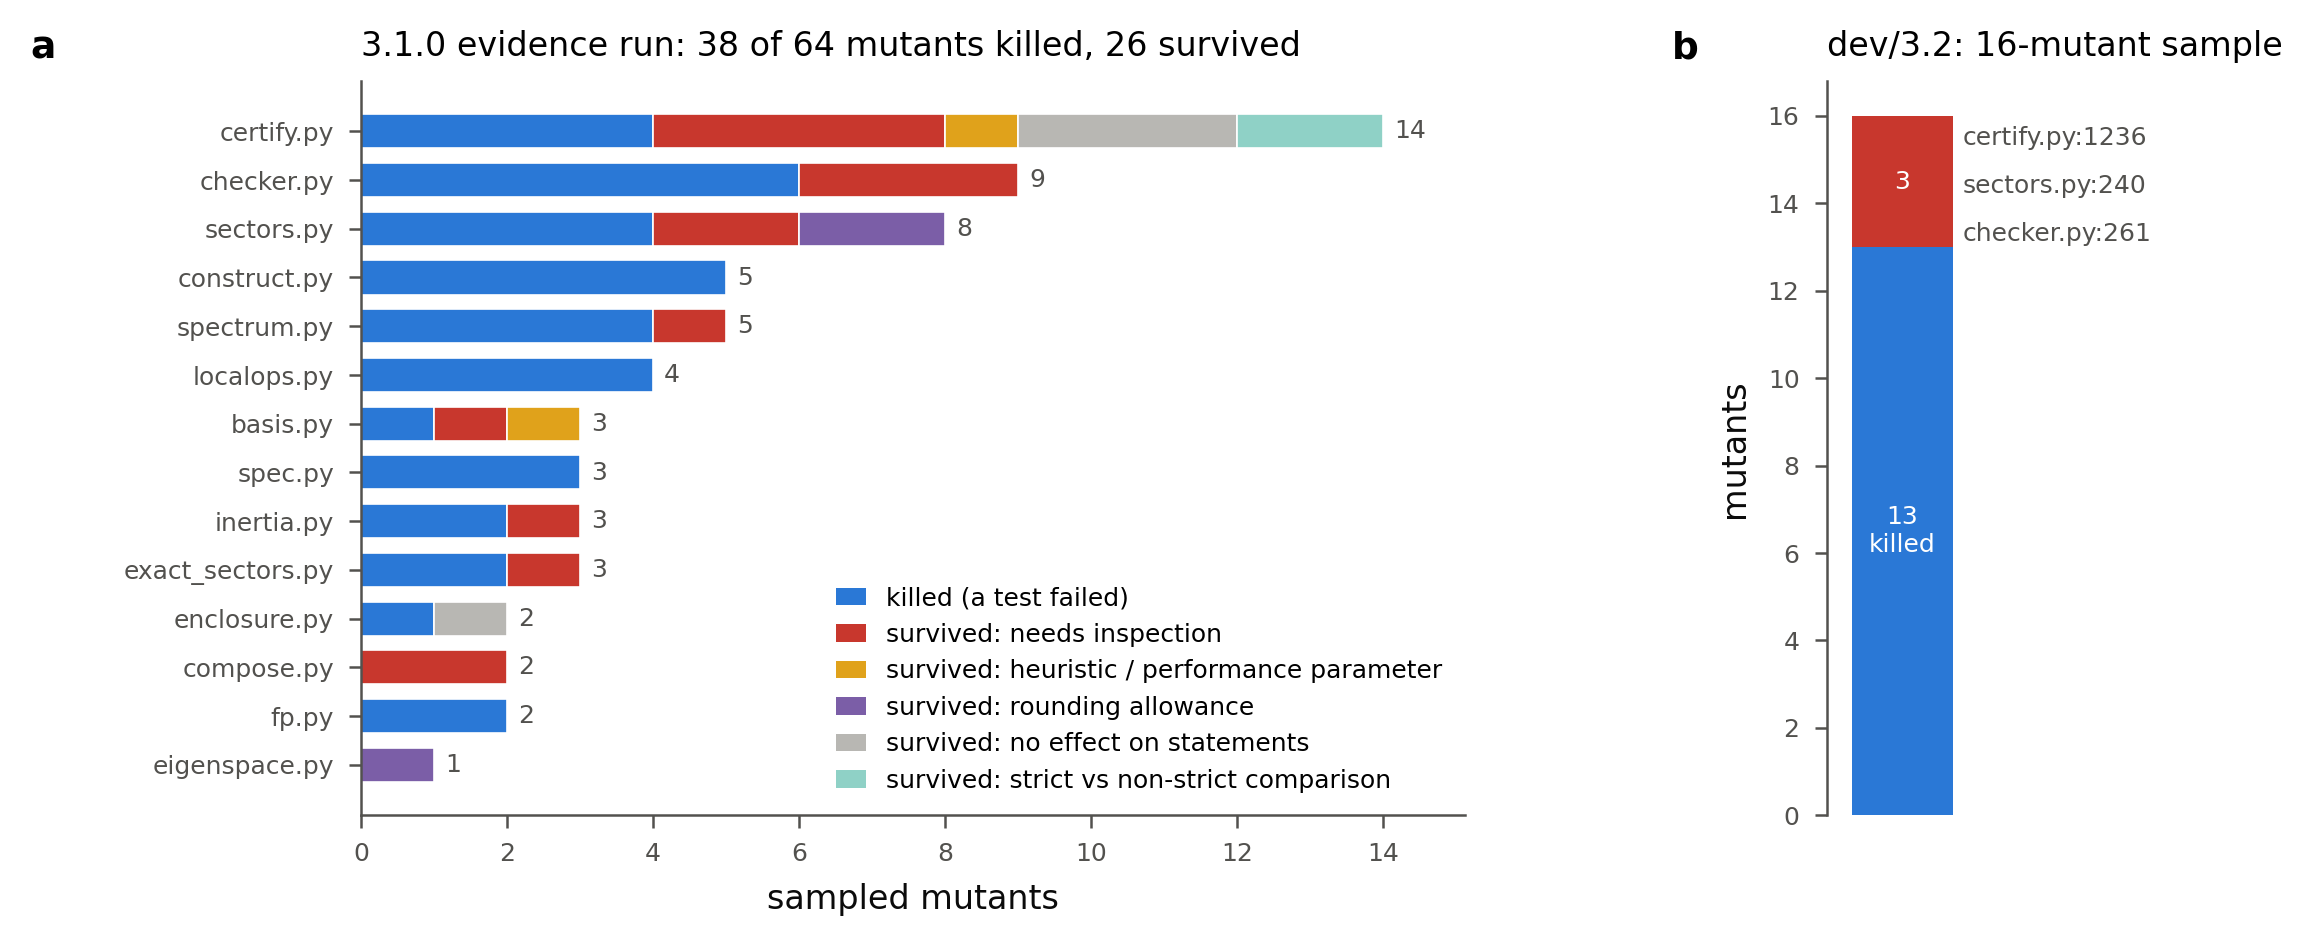 a
3.1.0 evidence run: 38 of 64 mutants killed, 26 survived
certify.py
14
checker.py
9
sectors.py
8
construct.py
5
spectrum.py
5
localops.py
4
basis.py
3
spec.py
3
inertia.py
3
exact_sectors.py
3
enclosure.py
2
compose.py
2
fp.py
2
eigenspace.py
1
killed (a test failed)
survived: needs inspection
survived: heuristic / performance parameter
survived: rounding allowance
survived: no effect on statements
survived: strict vs non-strict comparison
0 2 4 6 8 10 12 14
sampled mutants
b
dev/3.2: 16-mutant sample
mutants
16
14
12
10
8
6
4
2
0
3
13
killed
certify.py:1236
sectors.py:240
checker.py:261